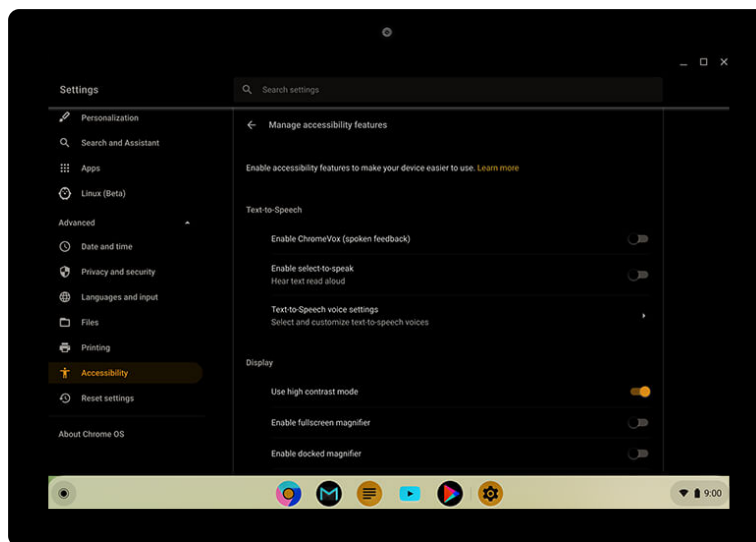 Settings
Search settings
Personalization
Search and Assistant
Apps
Linux (Beta)
Advanced
Date and time
Privacy and security
Languages and input
Files
Printing
Accessibility
Reset settings
About Chrome OS
Manage accessibility features
Enable accessibility features to make your device easier to use. Learn more
Text-to-Speech
Enable ChromeVox (spoken feedback)
Enable select-to-speak
Hear text read aloud
Text-to-Speech voice settings
Select and customize text-to-speech voices
Display
Use high contrast mode
Enable fullscreen magnifier
Enable docked magnifier
9:00